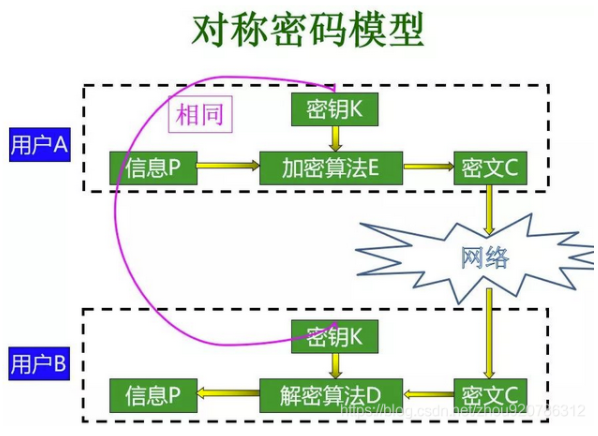 对称密码模型
相同
密钥K
用户A
信息P
加密算法E
密文C
网络
密钥K
用户B
信息P
解密算法D
密文C
https://blog.csdn.net/zhou920786312